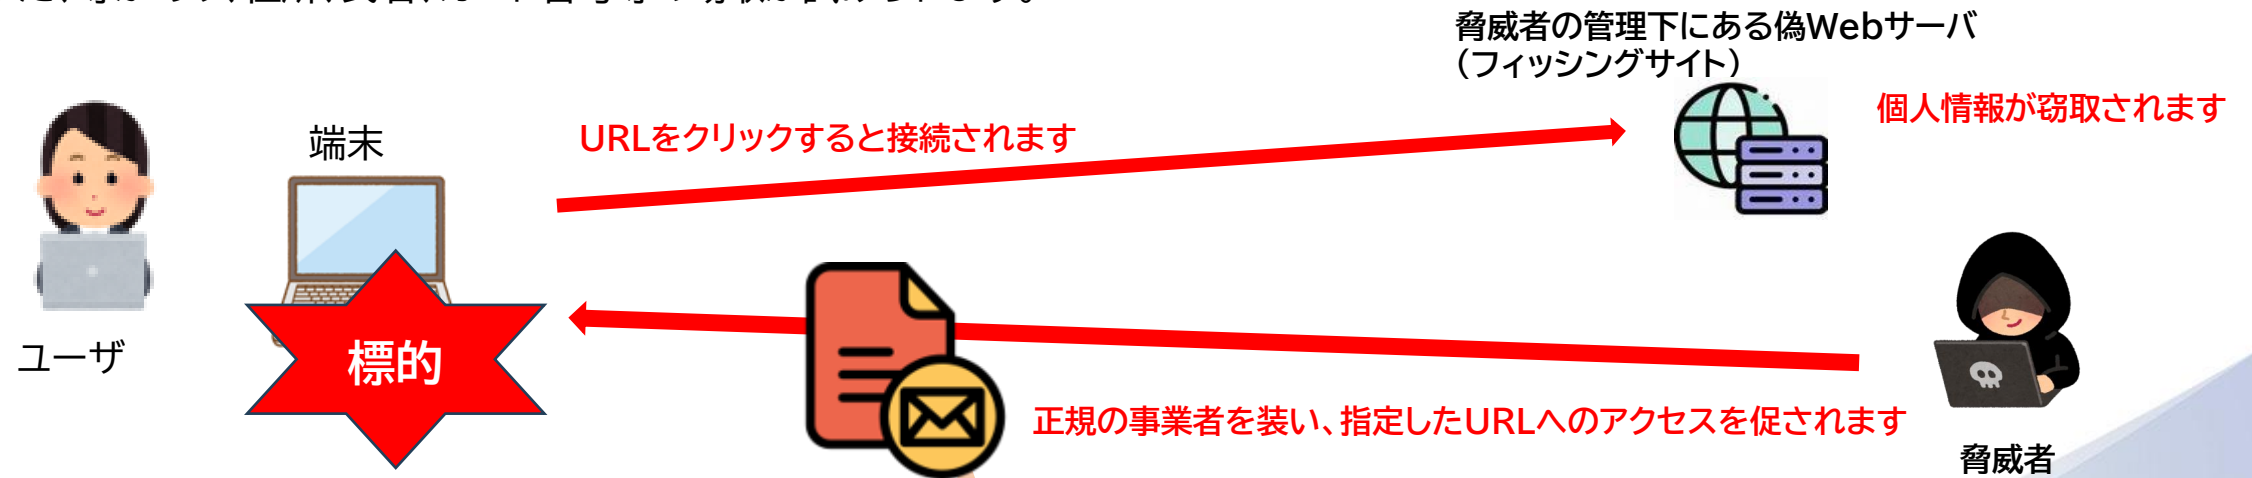 脅威者の管理下にある偽Webサーバ
(フィッシングサイト)
個人情報が窃取されます
端末
URLをクリックすると接続されます
ユーザ
標的
正規の事業者を装い、指定したURLへのアクセスを促されます
脅威者